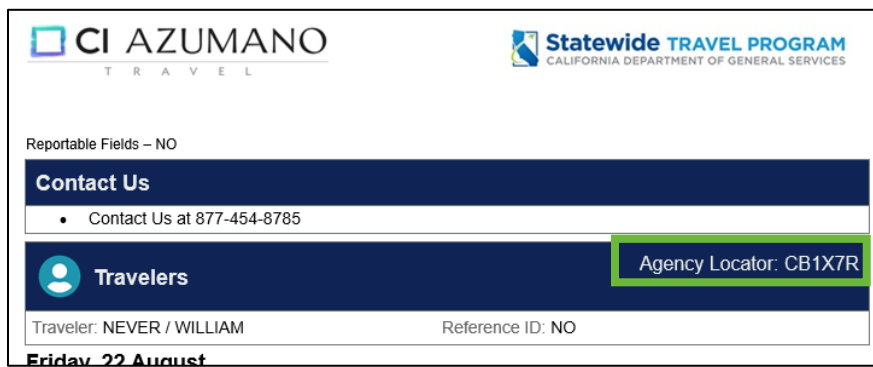 CI AZUMANO
TRAVEL
Statewide TRAVEL PROGRAM
CALIFORNIA DEPARTMENT OF GENERAL SERVICES
Reportable Fields – NO
Contact Us
• Contact Us at 877-454-8785
Travelers
Agency Locator: CB1X7R
Traveler: NEVER / WILLIAM Reference ID: NO
Friday, 22 August